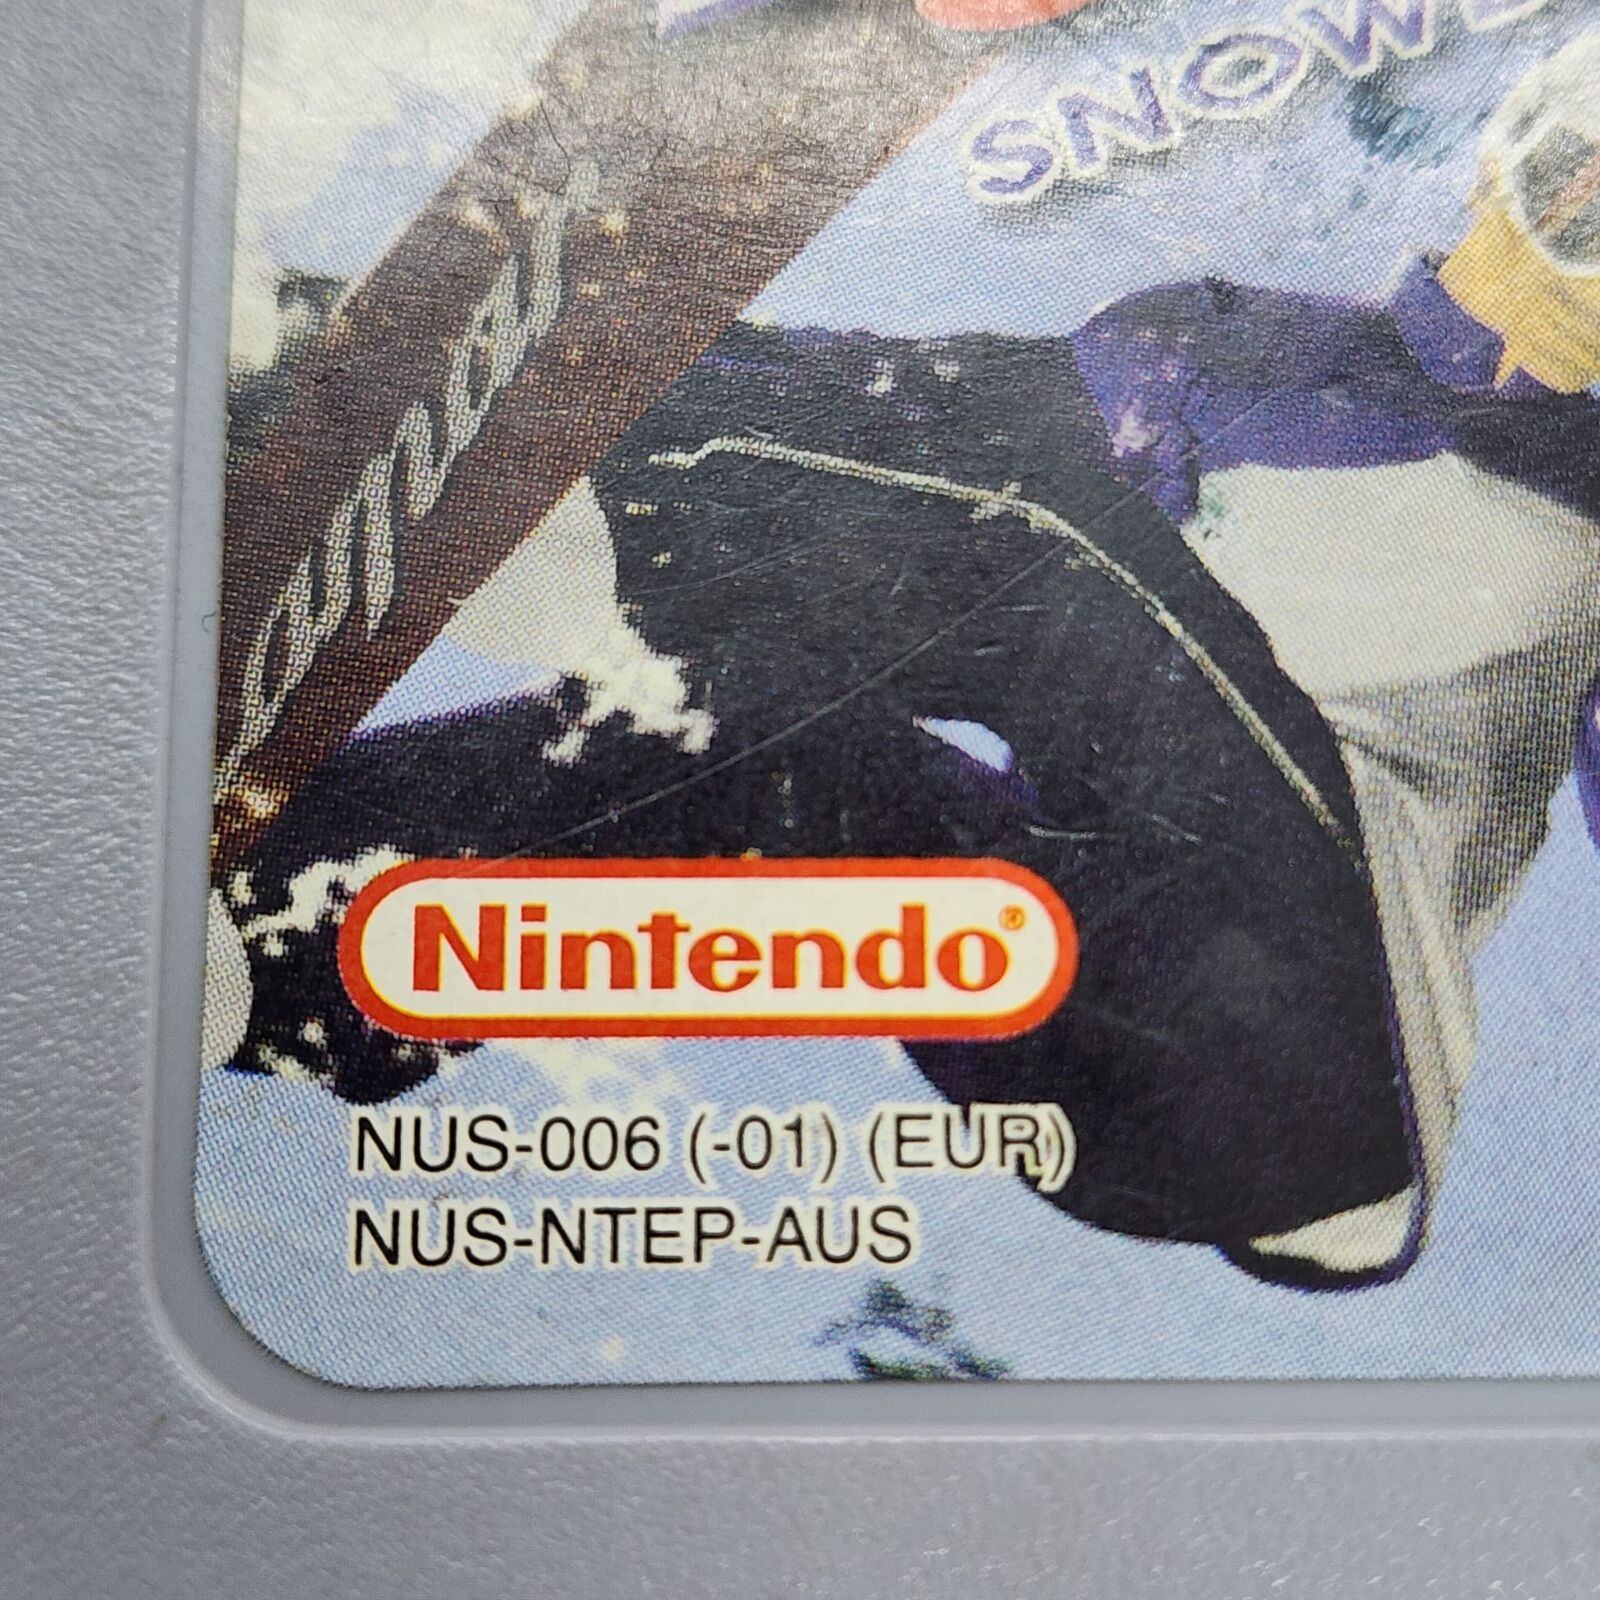 SNOW
Nintendo®
NUS-006 (-01) (EUR)
NUS-NTEP-AUS